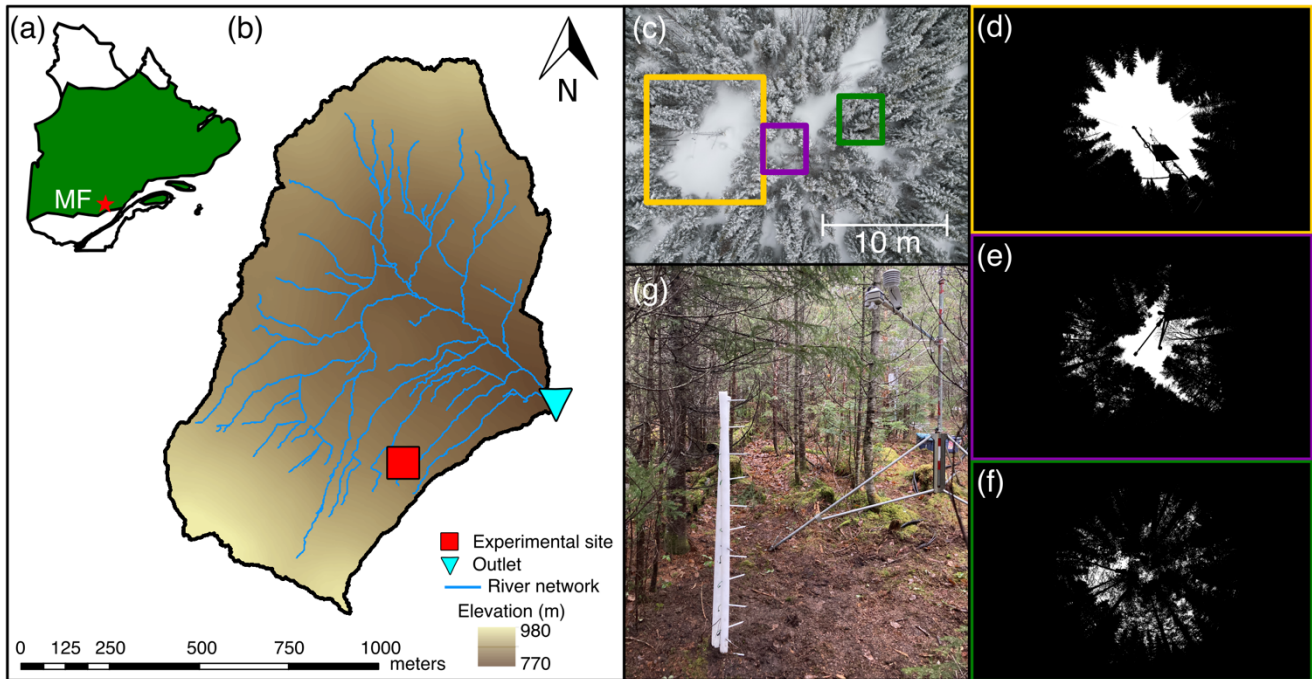 (a)
MF
(b)
N
Experimental site
Outlet
River network
Elevation (m)
980
770
0 125 250 500 750 1000
meters
(c)
10 m
(g)
(d)
(e)
(f)